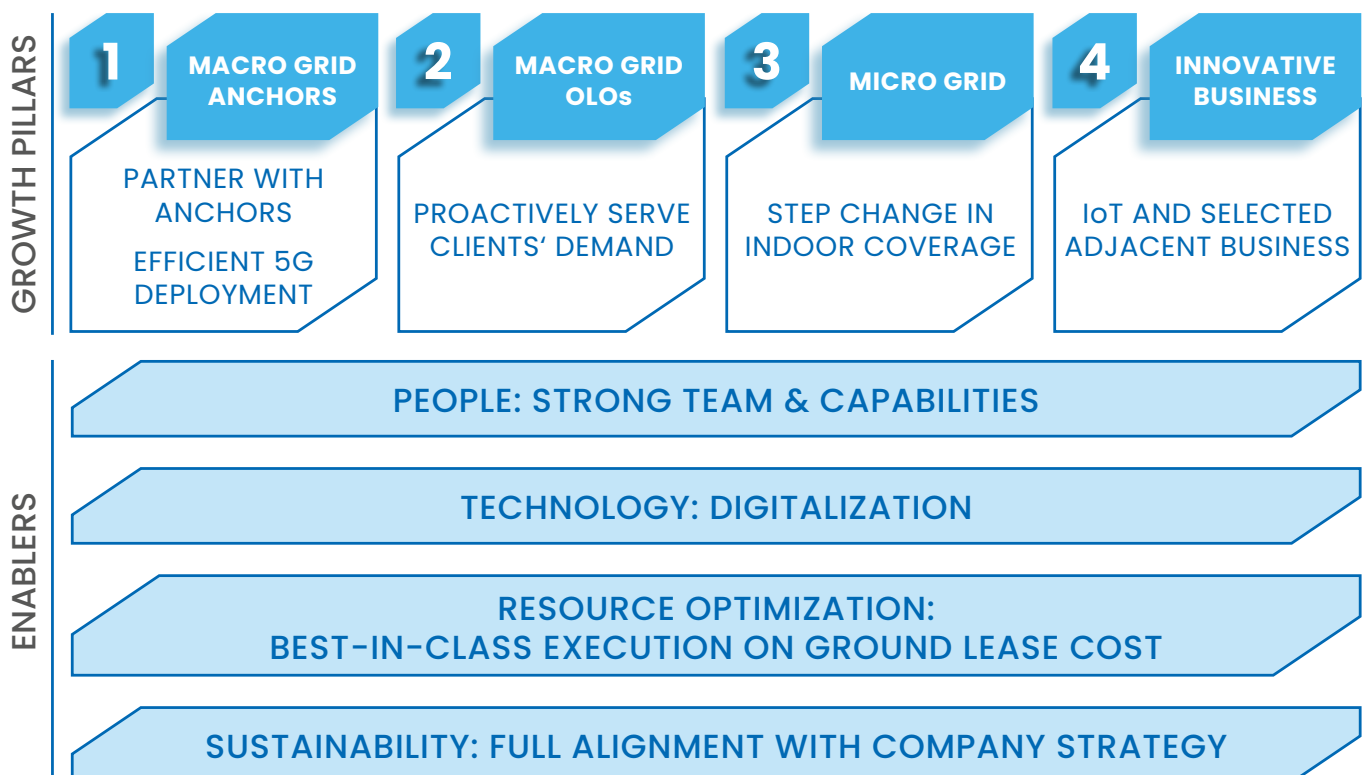 GROWTH PILLARS
1
MACRO GRID
ANCHORS
PARTNER WITH
ANCHORS
EFFICIENT 5G
DEPLOYMENT
2
MACRO GRID
OLOs
PROACTIVELY SERVE
CLIENTS‘ DEMAND
3
MICRO GRID
STEP CHANGE IN
INDOOR COVERAGE
4
INNOVATIVE
BUSINESS
IoT AND SELECTED
ADJACENT BUSINESS
ENABLERS
PEOPLE: STRONG TEAM & CAPABILITIES
TECHNOLOGY: DIGITALIZATION
RESOURCE OPTIMIZATION:
BEST-IN-CLASS EXECUTION ON GROUND LEASE COST
SUSTAINABILITY: FULL ALIGNMENT WITH COMPANY STRATEGY